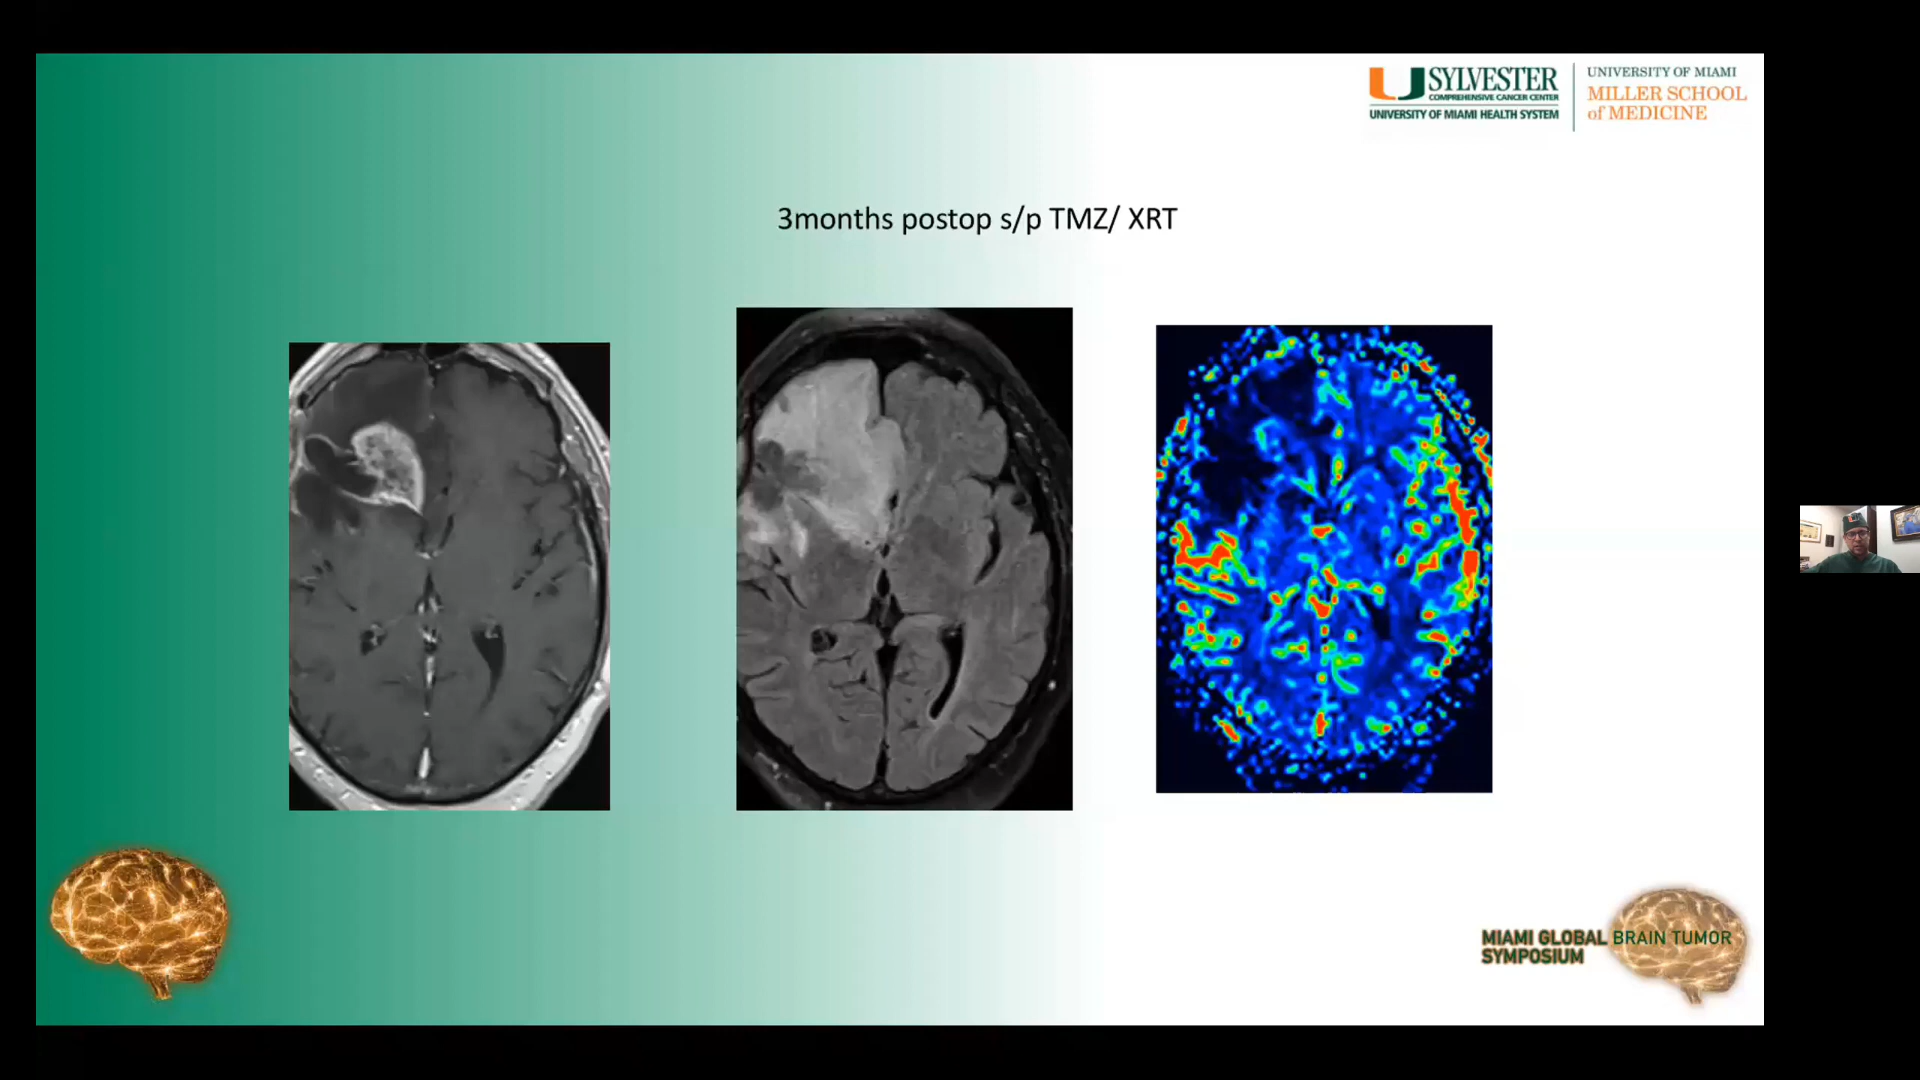 SYLVESTER
COMPREHENSIVE CANCER CENTER
UNIVERSITY OF MIAMI HEALTH SYSTEM
UNIVERSITY OF MIAMI
MILLER SCHOOL
of MEDICINE
3months postop s/p TMZ/ XRT
MIAMI GLOBAL BRAIN TUMOR
SYMPOSIUM